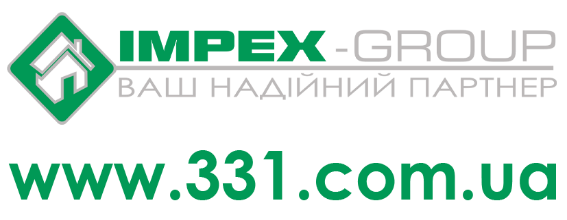 IMPEX-GROUP
ВАШ НАДІЙНИЙ ПАРТНЕР
www.331.com.ua